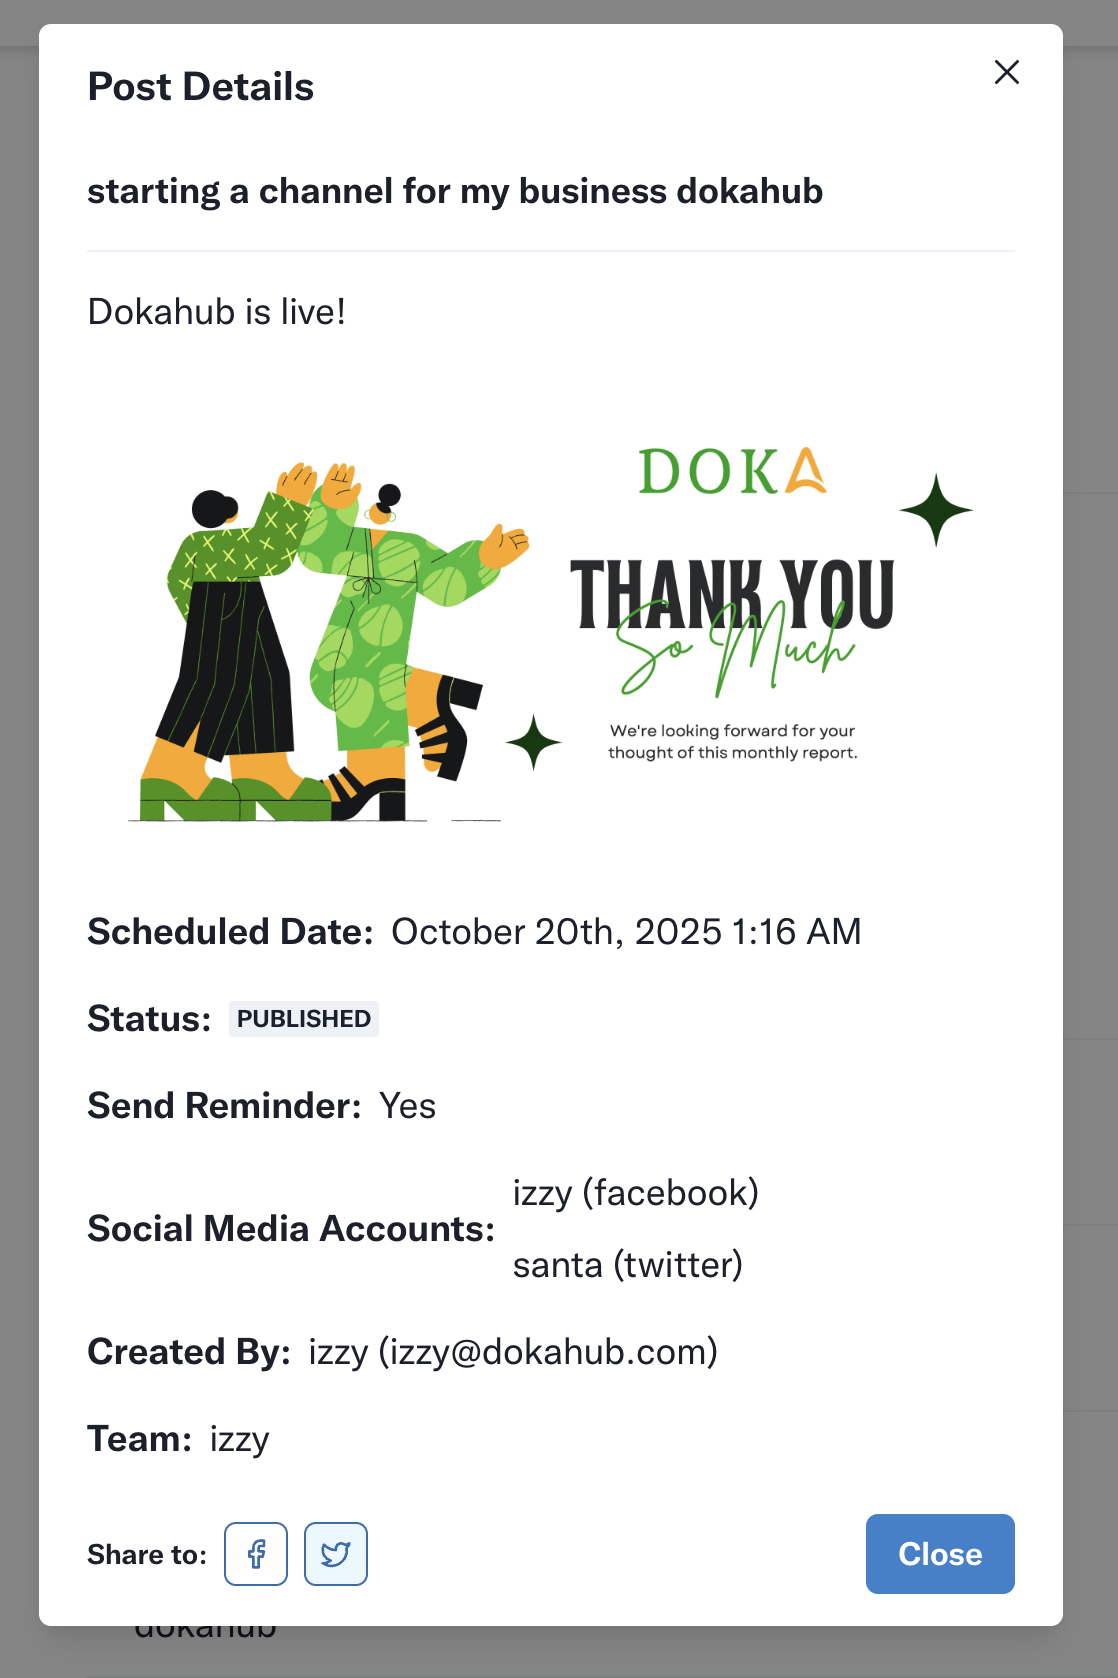 Post Details
starting a channel for my business dokahub
Dokahub is live!
DOKA
THANK YOU
So Much
We're looking forward for your
thought of this monthly report.
Scheduled Date: October 20th, 2025 1:16 AM
Status: PUBLISHED
Send Reminder: Yes
Social Media Accounts:
izzy (facebook)
santa (twitter)
Created By: izzy (izzy@dokahub.com)
Team: izzy
Share to:
Close
dokahub